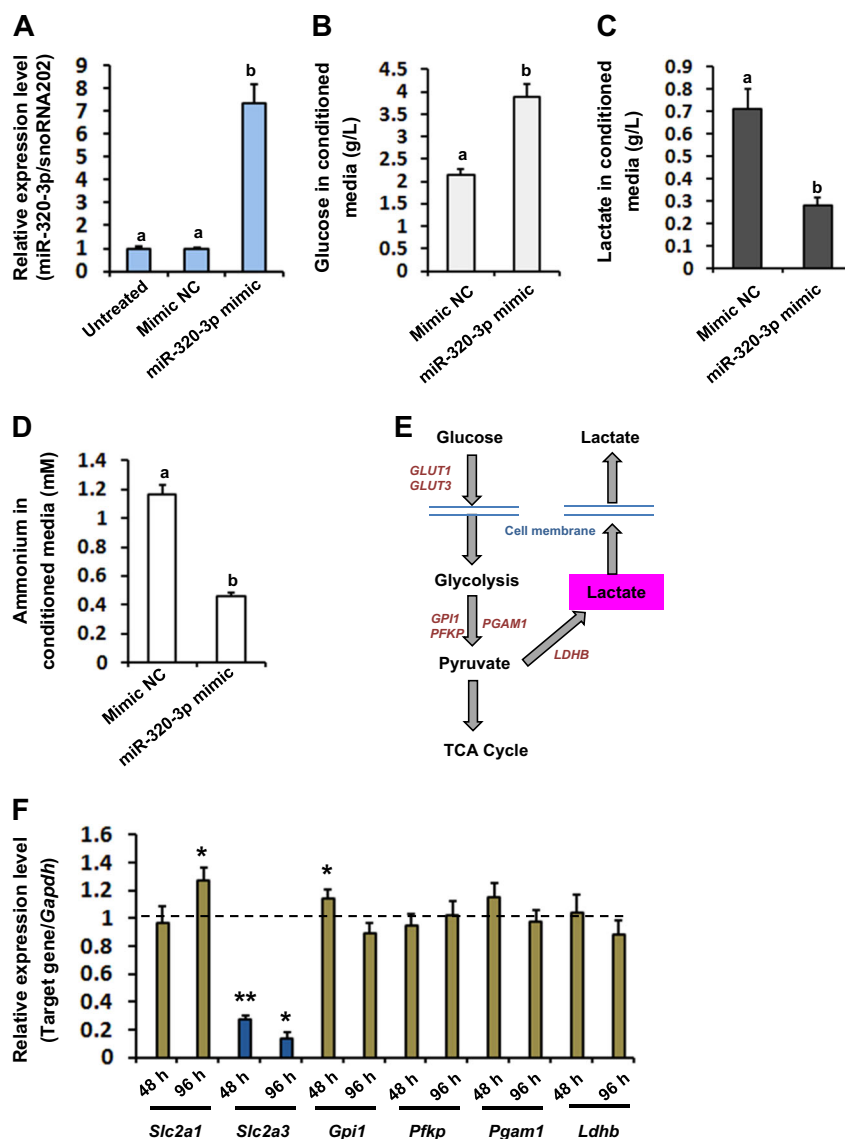 A
Relative expression level
(miR-320-3p/snoRNA202)
9
8
7
6
5
4
3
2
1
0
a
a
b
Untreated
Mimic NC
miR-320-3p mimic
B
Glucose in conditioned
media (g/L)
4.5
4
3.5
3
2.5
2
1.5
1
0.5
0
a
b
Mimic NC
miR-320-3p mimic
C
Lactate in conditioned
media (g/L)
0.9
0.8
0.7
0.6
0.5
0.4
0.3
0.2
0.1
0
a
b
Mimic NC
miR-320-3p mimic
D
Ammonium in
conditioned media (mM)
1.4
1.2
1
0.8
0.6
0.4
0.2
0
a
b
Mimic NC
miR-320-3p mimic
E
Glucose
Lactate
GLUT1
GLUT3
Cell membrane
Glycolysis
Lactate
GPI1
PFKP
PGAM1
LDHB
Pyruvate
TCA Cycle
F
Relative expression level
(Target gene/Gapdh)
1.6
1.4
1.2
1
0.8
0.6
0.4
0.2
0
*
**
*
*
48 h
96 h
48 h
96 h
48 h
96 h
48 h
96 h
48 h
96 h
48 h
96 h
Slc2a1
Slc2a3
Gpi1
Pfkp
Pgam1
Ldhb